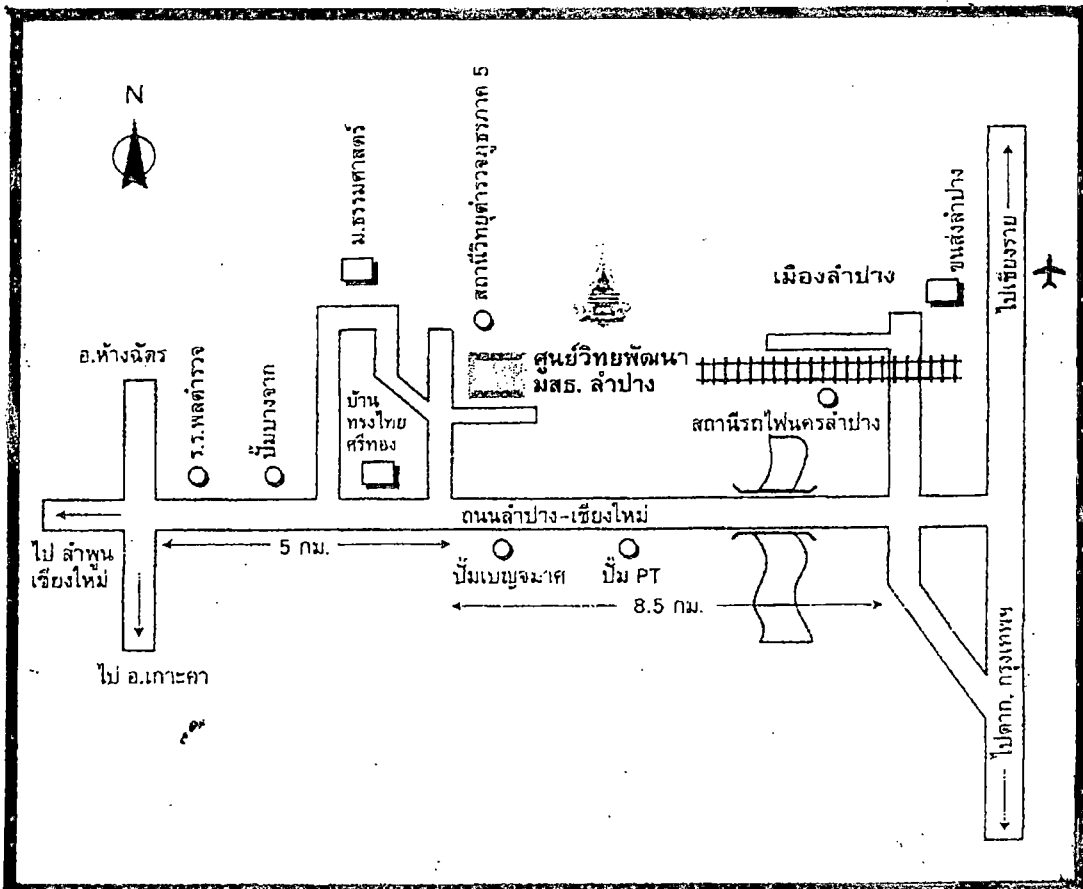 N
ม.ธรรมศาสตร์
สถานีวิทยุตำรวจภูธรภาค 5
เมืองลำปาง
ขนส่งลำปาง
ไปเชียงราย
อ.ห้างฉัตร
ร.ร.พลตำรวจ
ปั๊มบางจาก
บ้าน
ทรงไทย
ศรีทอง
ศูนย์วิทยพัฒนา
มสธ. ลำปาง
สถานีรถไฟนครลำปาง
ถนนลำปาง-เชียงใหม่
ไป ลำพูน
เชียงใหม่
5 กม.
ปั๊มเบญจมาศ
ปั๊ม PT
8.5 กม.
ไป อ.เกาะคา
ไปตาก, กรุงเทพฯ